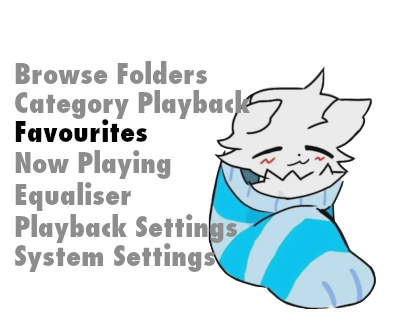 Browse Folders
Category Playback
Favourites
Now Playing
Equaliser
Playback Settings
System Settings